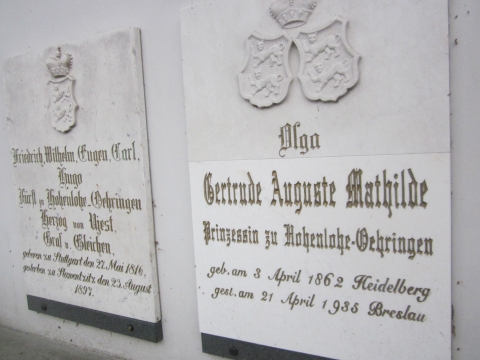 Friedrich, Wilhelm, Eugen, Carl,
Hugo
Fürst zu Hohenlohe-Oehringen
Herzog von Ujest,
Graf v. Gleichen
geboren zu Stuttgart den 27. Mai 1816,
gestorben zu Slawentzitz den 23. August
1897.
Olga
Gertrude Auguste Mathilde
Prinzessin zu Hohenlohe-Oehringen
geb. am 3 April 1862 Heidelberg
gest. am 21 April 1935 Breslau